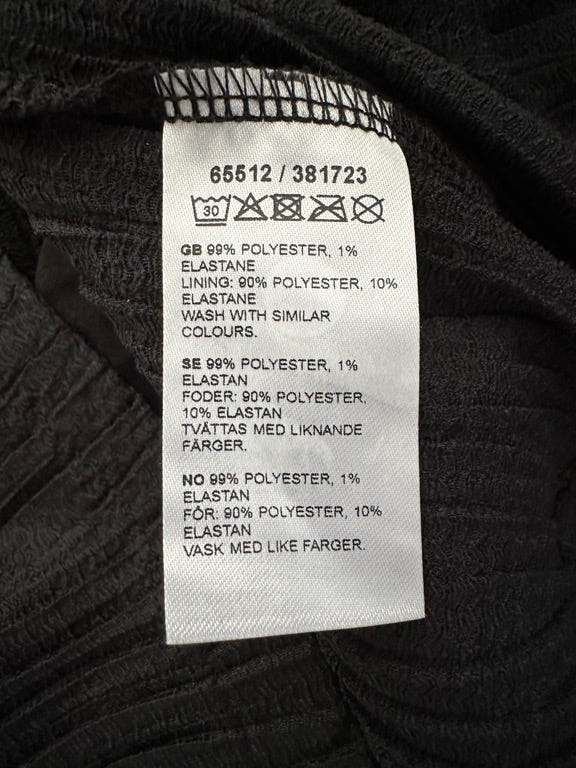 65512 / 381723
30
GB 99% POLYESTER, 1%
ELASTANE
LINING: 90% POLYESTER, 10%
ELASTANE
WASH WITH SIMILAR
COLOURS.
SE 99% POLYESTER, 1%
ELASTAN
FODER: 90% POLYESTER,
10% ELASTAN
TVÄTTAS MED LIKNANDE
FÄRGER.
NO 99% POLYESTER, 1%
ELASTAN
FÔR: 90% POLYESTER, 10%
ELASTAN
VASK MED LIKE FARGER.